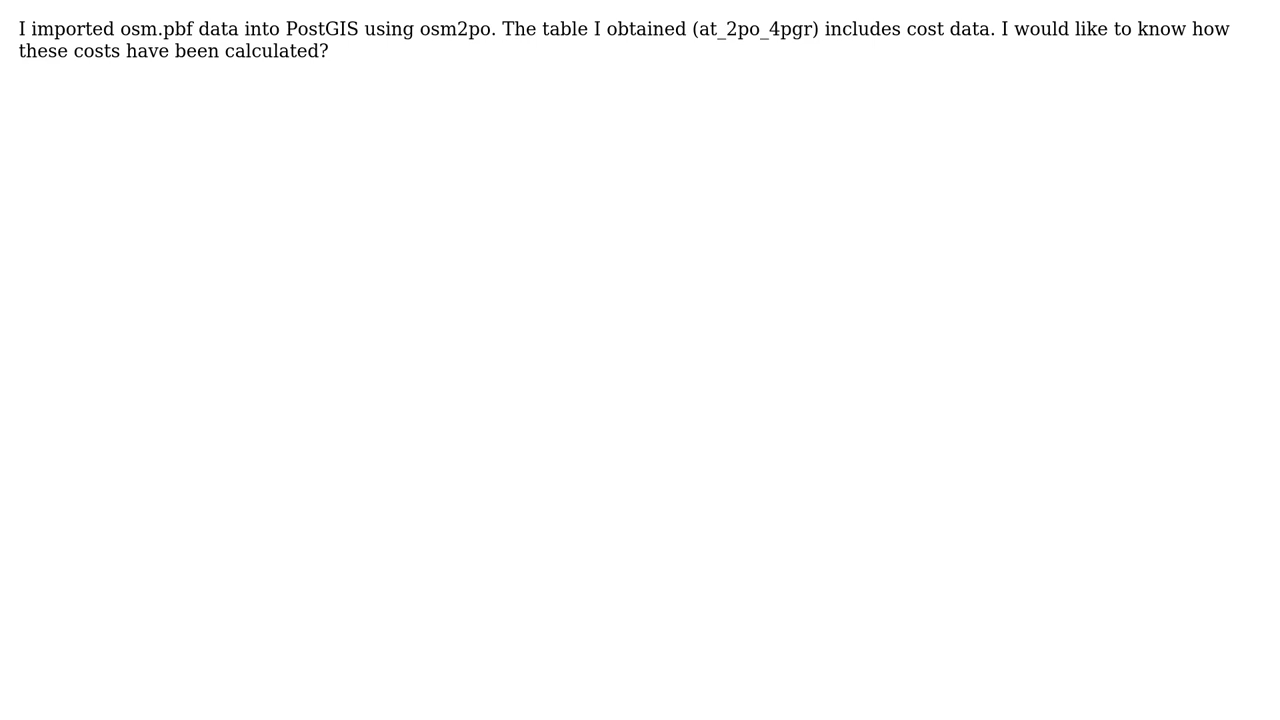 I imported osm.pbf data into PostGIS using osm2po. The table I obtained (at_2po_4pgr) includes cost data. I would like to know how
these costs have been calculated?